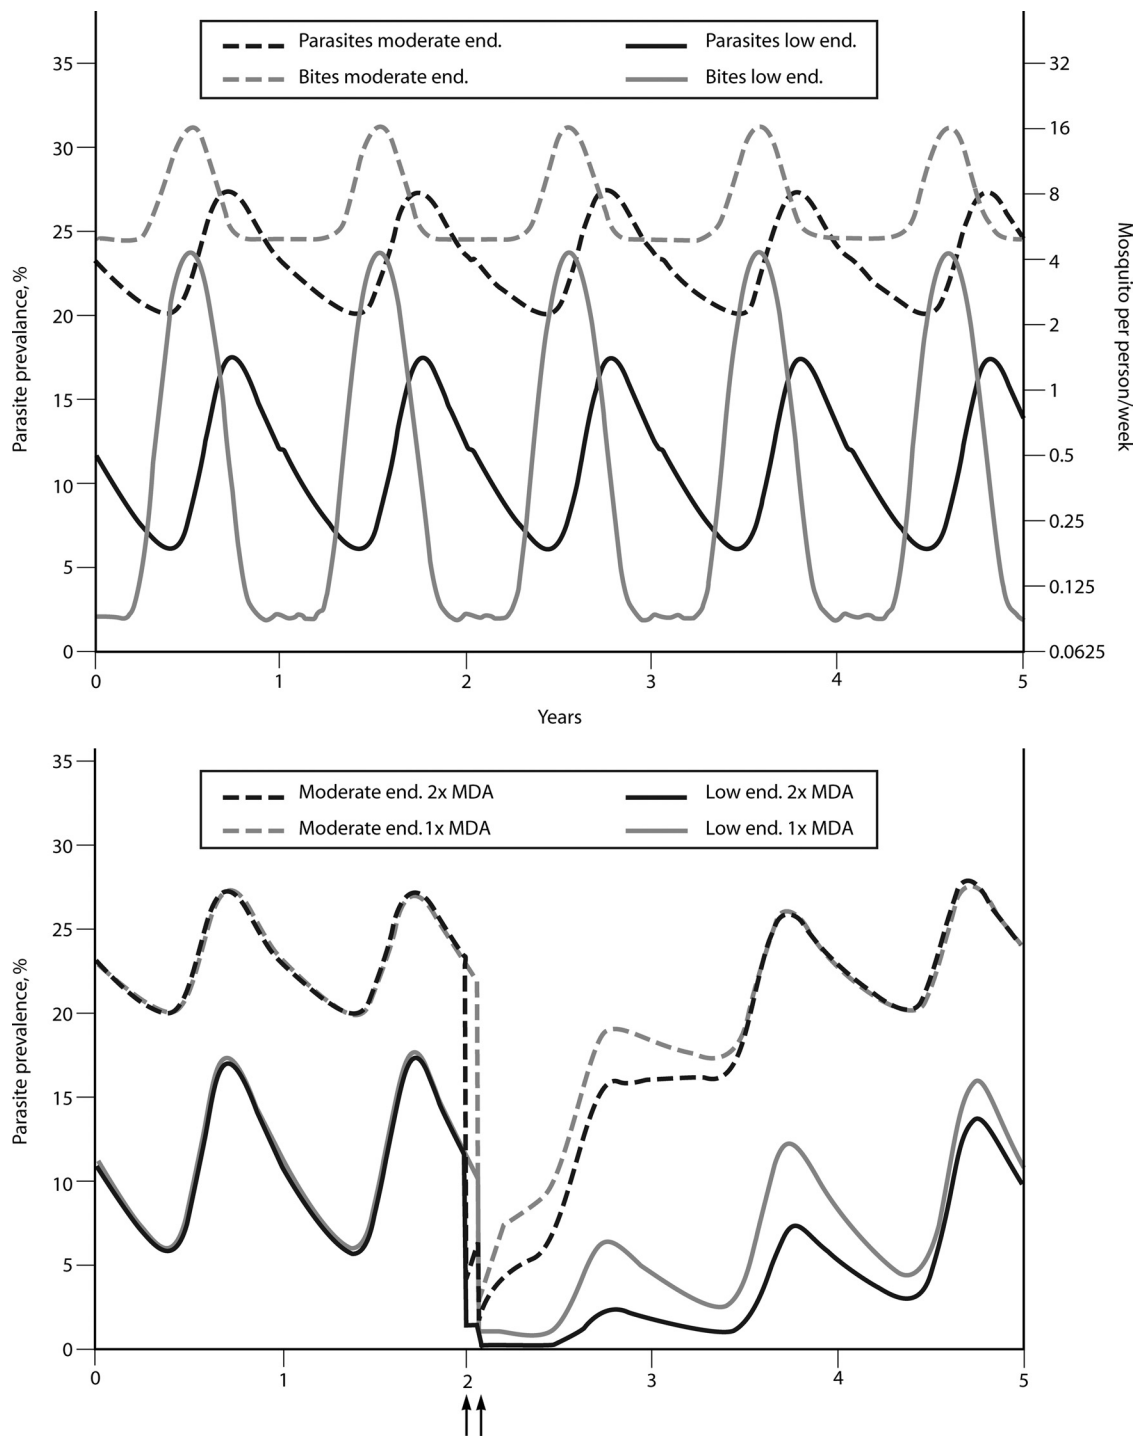 Parasites moderate end. Parasites low end.
Bites moderate end. Bites low end.
35 32
30 16
25 8
20 4
15 2
10 1
5 0.5
0 0.25
0.125
0.0625
Parasite prevalance, %
Mosquito per person/week
0 1 2 3 4 5
Years
Moderate end. 2x MDA Low end. 2x MDA
Moderate end. 1x MDA Low end. 1x MDA
35
30
25
20
15
10
5
0
Parasite prevalence, %
0 1 2 3 4 5